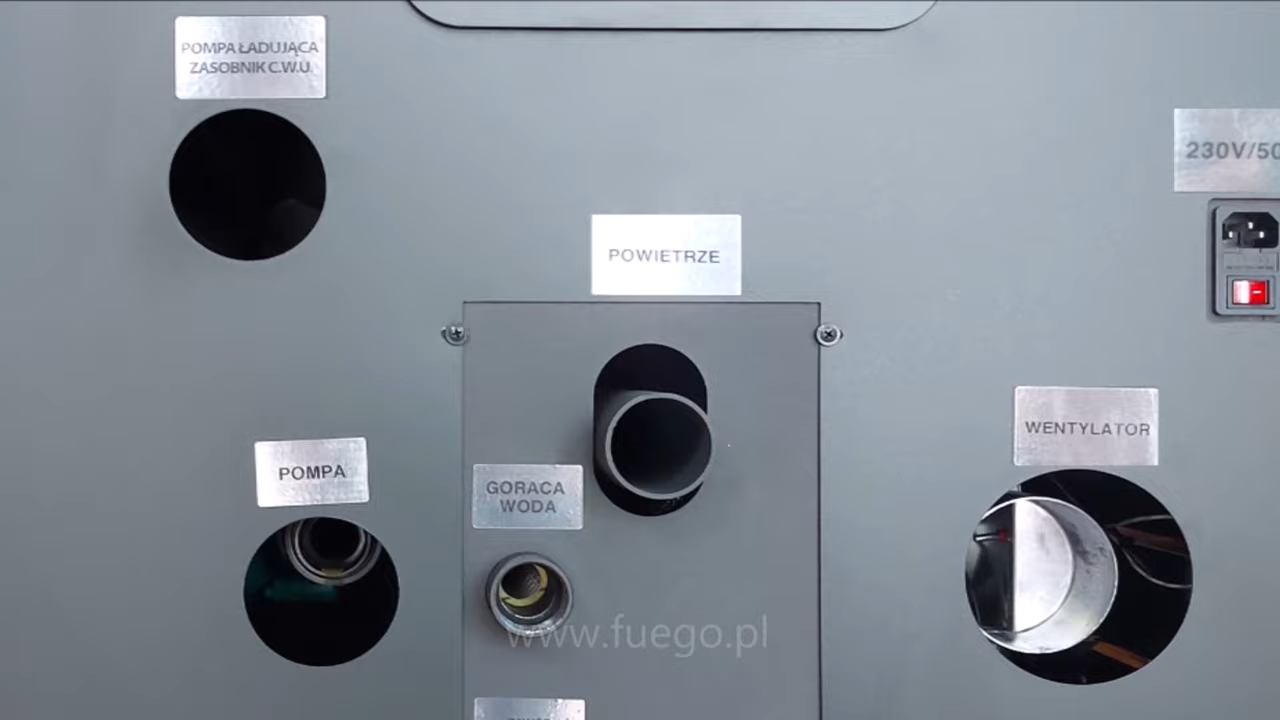 POMPA ŁADUJĄCA
ZASOBNIK C.W.U.
230V/50
POWIETRZE
WENTYLATOR
POMPA
GORACA
WODA
www.fuego.pl